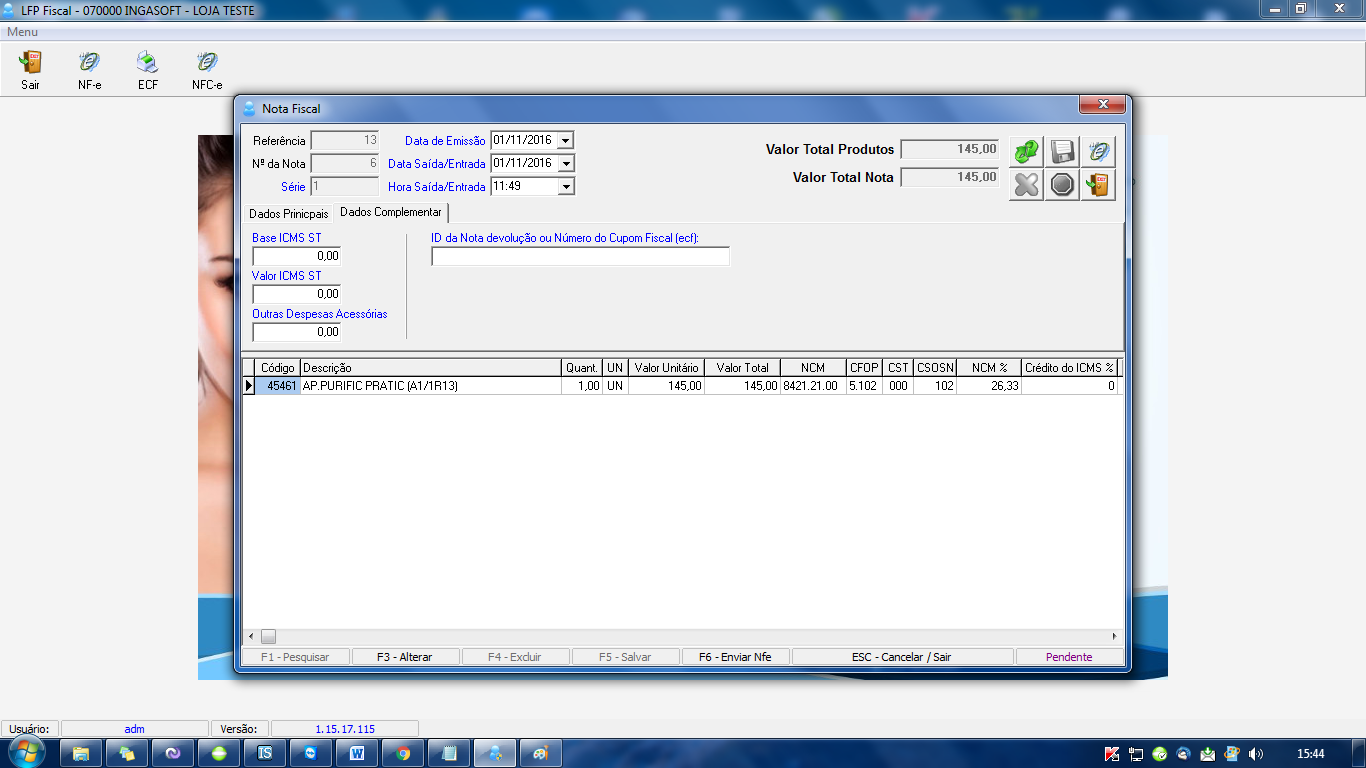 LFP Fiscal - 070000 INGASOFT - LOJA TESTE
Menu
Sair NF-e ECF NFC-e
Nota Fiscal
Referência 13 Data de Emissão 01/11/2016 Valor Total Produtos 145,00
Nº da Nota 6 Data Saída/Entrada 01/11/2016 Valor Total Nota 145,00
Série 1 Hora Saída/Entrada 11:49
Dados Prinicpais Dados Complementar
Base ICMS ST ID da Nota devolução ou Número do Cupom Fiscal (ecf):
0,00
Valor ICMS ST
0,00
Outras Despesas Acessórias
0,00
Código Descrição Quant. UN Valor Unitário Valor Total NCM CFOP CST CSOSN NCM % Crédito do ICMS %
45461 AP.PURIFIC PRATIC (A1/1R13) 1,00 UN 145,00 145,00 8421.21.00 5.102 000 102 26,33 0
F1 - Pesquisar F3 - Alterar F4 - Excluir F5 - Salvar F6 - Enviar Nfe ESC - Cancelar / Sair Pendente
Usuário: adm Versão: 1.15.17.115
15:44